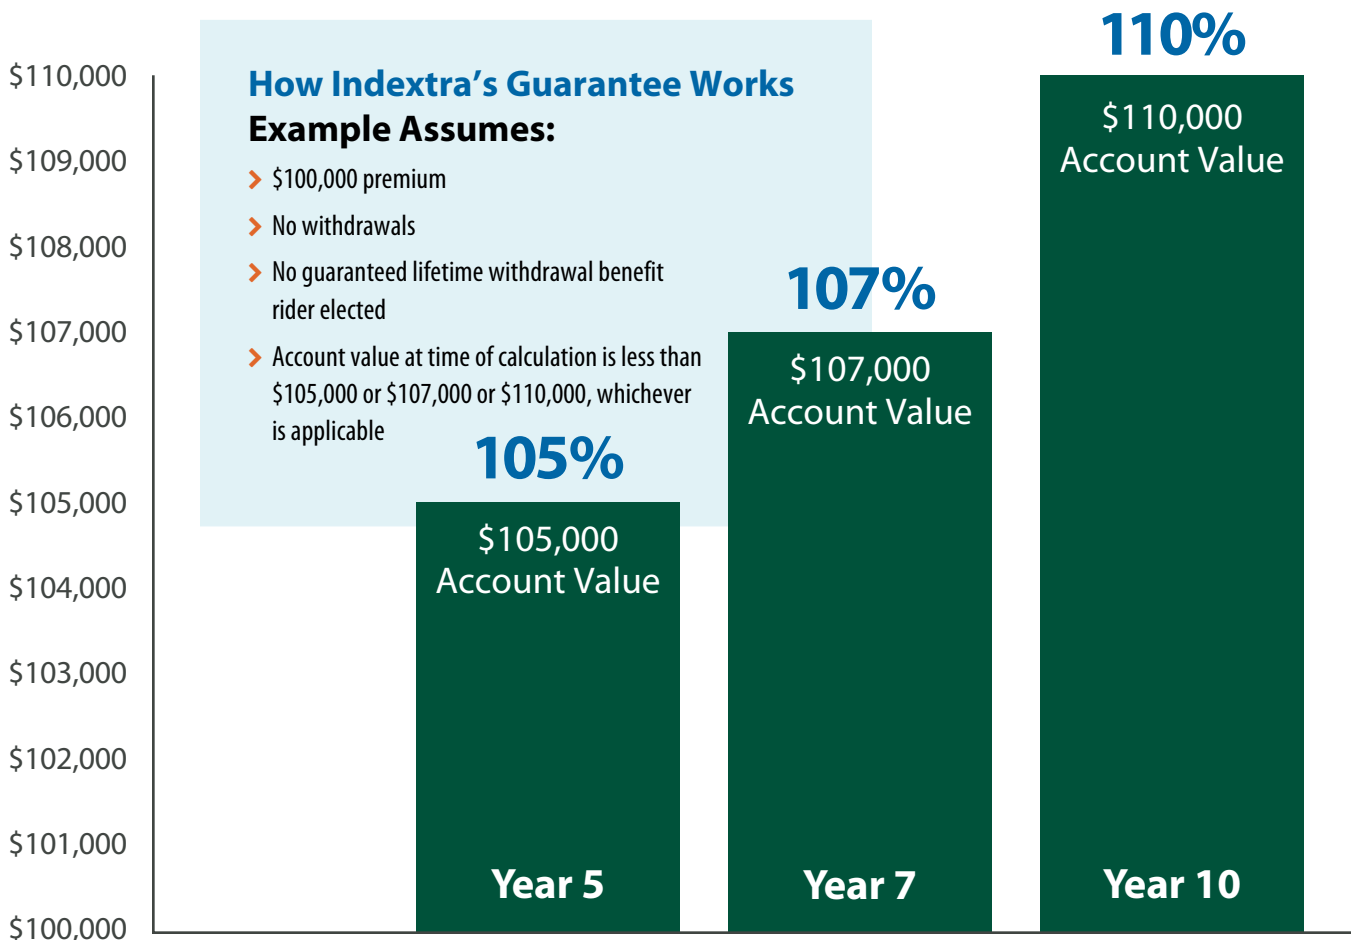 110%
$110,000
$109,000
$108,000
$107,000
$106,000
$105,000
$104,000
$103,000
$102,000
$101,000
$100,000
How Indextra’s Guarantee Works
Example Assumes:
$100,000 premium
No withdrawals
No guaranteed lifetime withdrawal benefit
rider elected
Account value at time of calculation is less than
$105,000 or $107,000 or $110,000, whichever
is applicable
105%
$105,000
Account Value
Year 5
107%
$107,000
Account Value
Year 7
$110,000
Account Value
Year 10